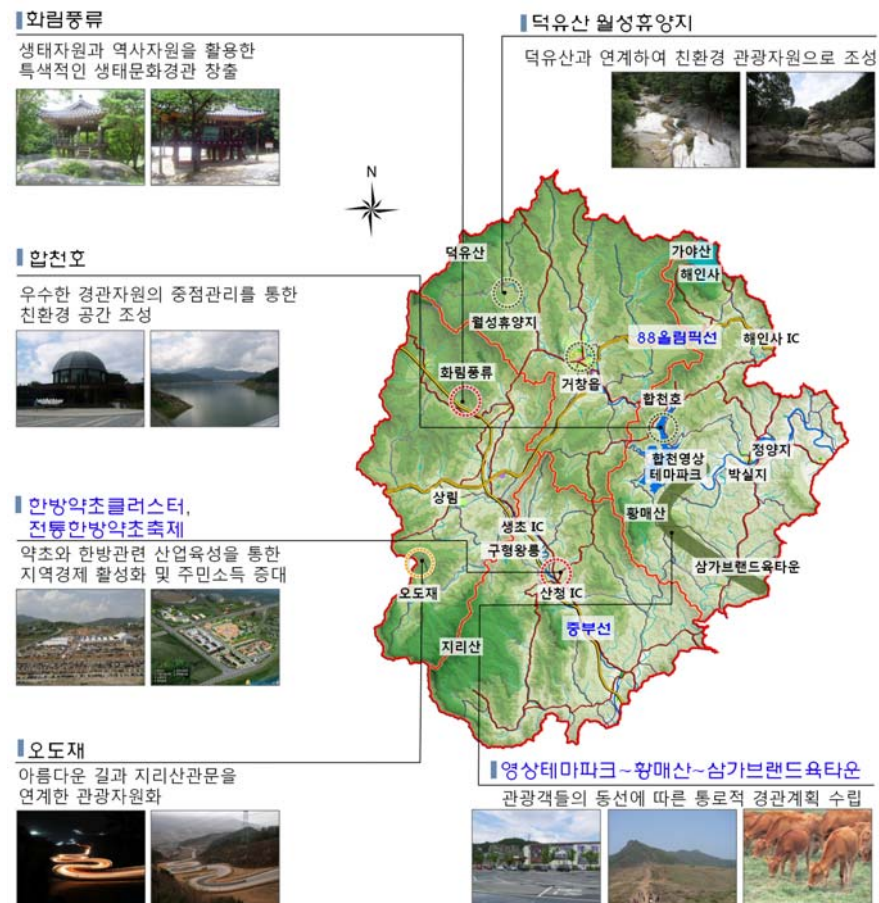 화림풍류
생태자원과 역사자원을 활용한
특색적인 생태문화경관 창출
덕유산 월성휴양지
덕유산과 연계하여 친환경 관광자원으로 조성
N
합천호
우수한 경관자원의 중점관리를 통한
친환경 공간 조성
한방약초클러스터,
전통한방약초축제
약초와 한방관련 산업육성을 통한
지역경제 활성화 및 주민소득 증대
오도재
아름다운 길과 지리산관문을
연계한 관광자원화
영상테마파크~황매산~삼가브랜드육타운
관광객들의 동선에 따른 통로적 경관계획 수립
덕유산
가야산
해인사
월성휴양지
88올림픽선
해인사 IC
화림풍류
거창읍
합천호
정양지
합천영상
테마파크
박실지
상림
황매산
생초 IC
구형왕릉
삼가브랜드육타운
오도재
산청 IC
중부선
지리산